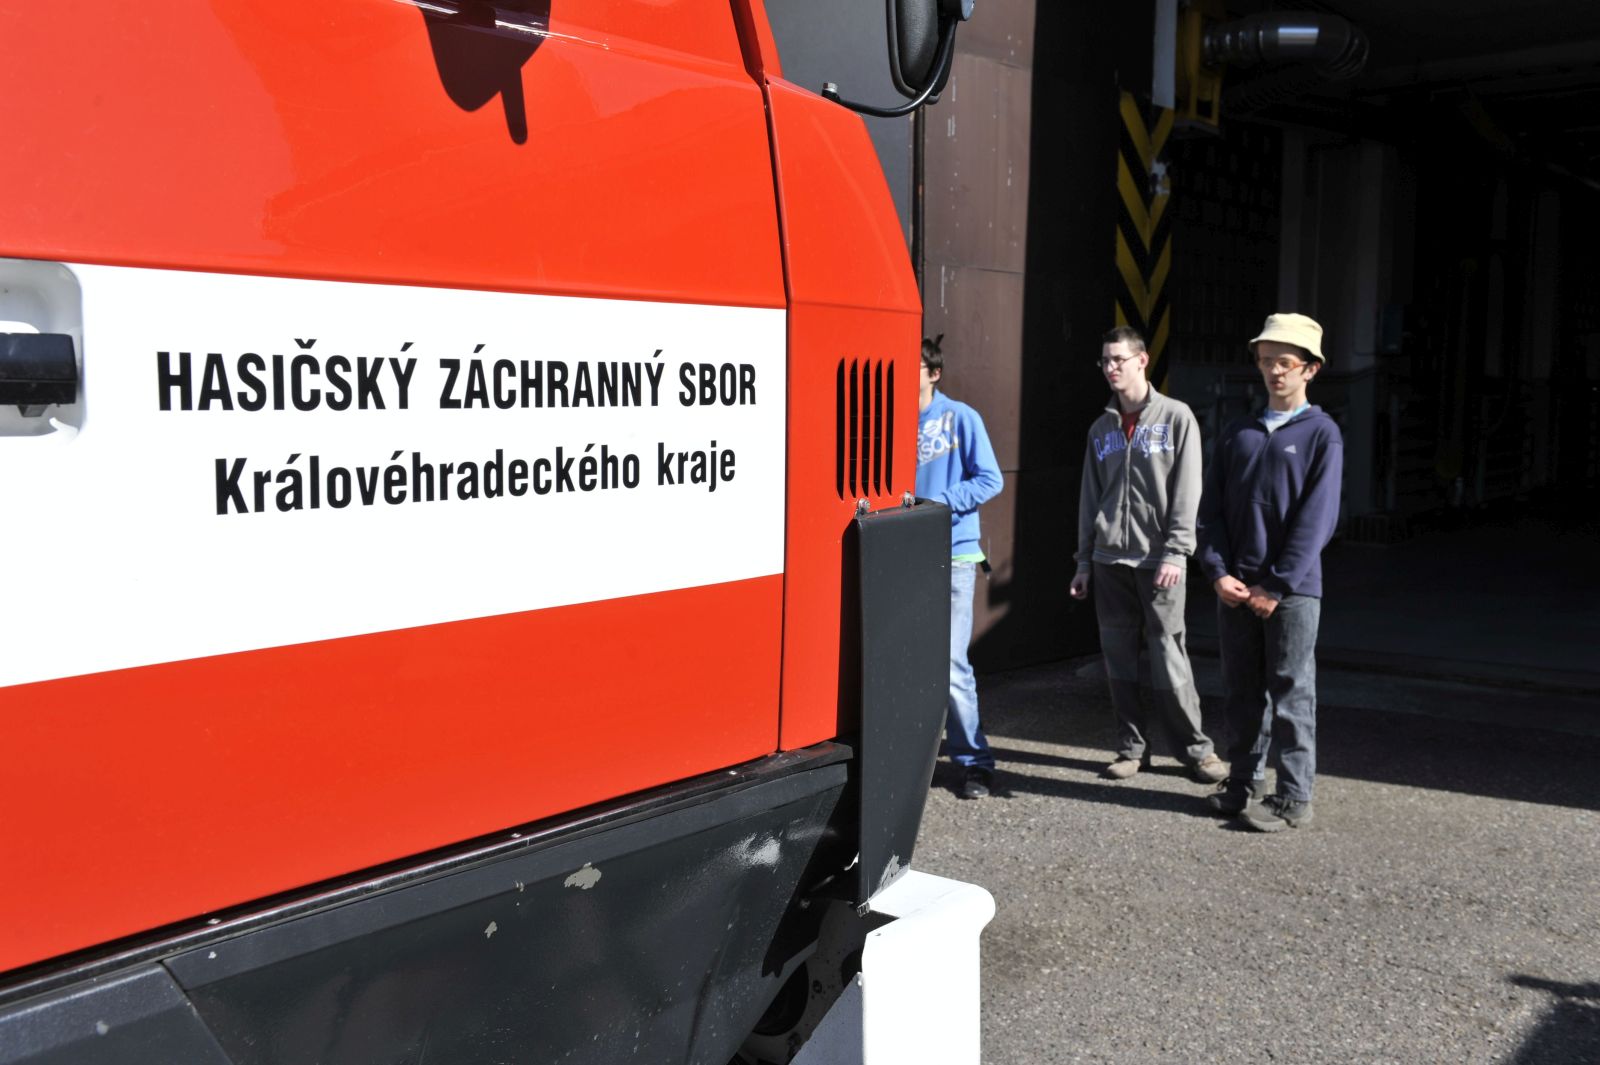 HASIČSKÝ ZÁCHRANNÝ SBOR
Královéhradeckého kraje